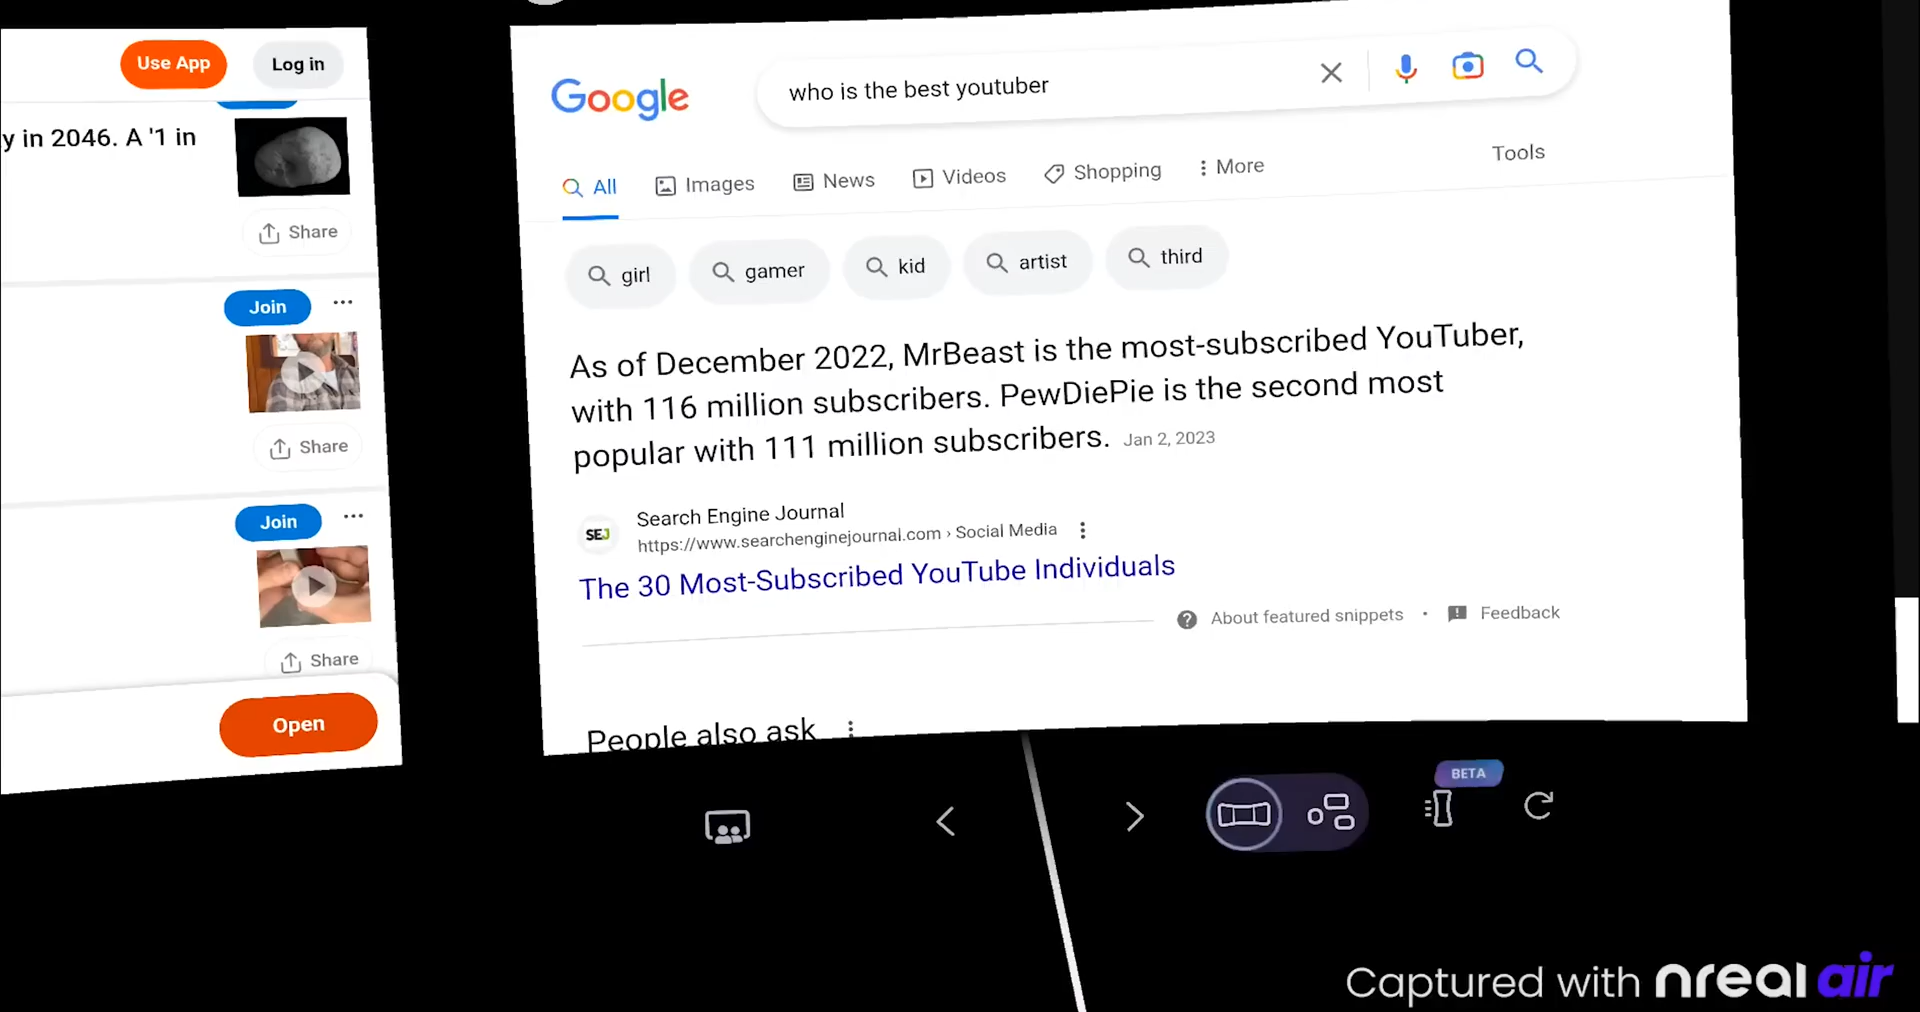 Use App
Log in
y in 2046. A '1 in
Share
Join
Share
Join
Share
Open
Google
who is the best youtuber
All
Images
News
Videos
Shopping
More
Tools
girl
gamer
kid
artist
third
As of December 2022, MrBeast is the most-subscribed YouTuber,
with 116 million subscribers. PewDiePie is the second most
popular with 111 million subscribers. Jan 2, 2023
SEJ
Search Engine Journal
https://www.searchenginejournal.com › Social Media
The 30 Most-Subscribed YouTube Individuals
About featured snippets • Feedback
People also ask
BETA
Captured with nreal air